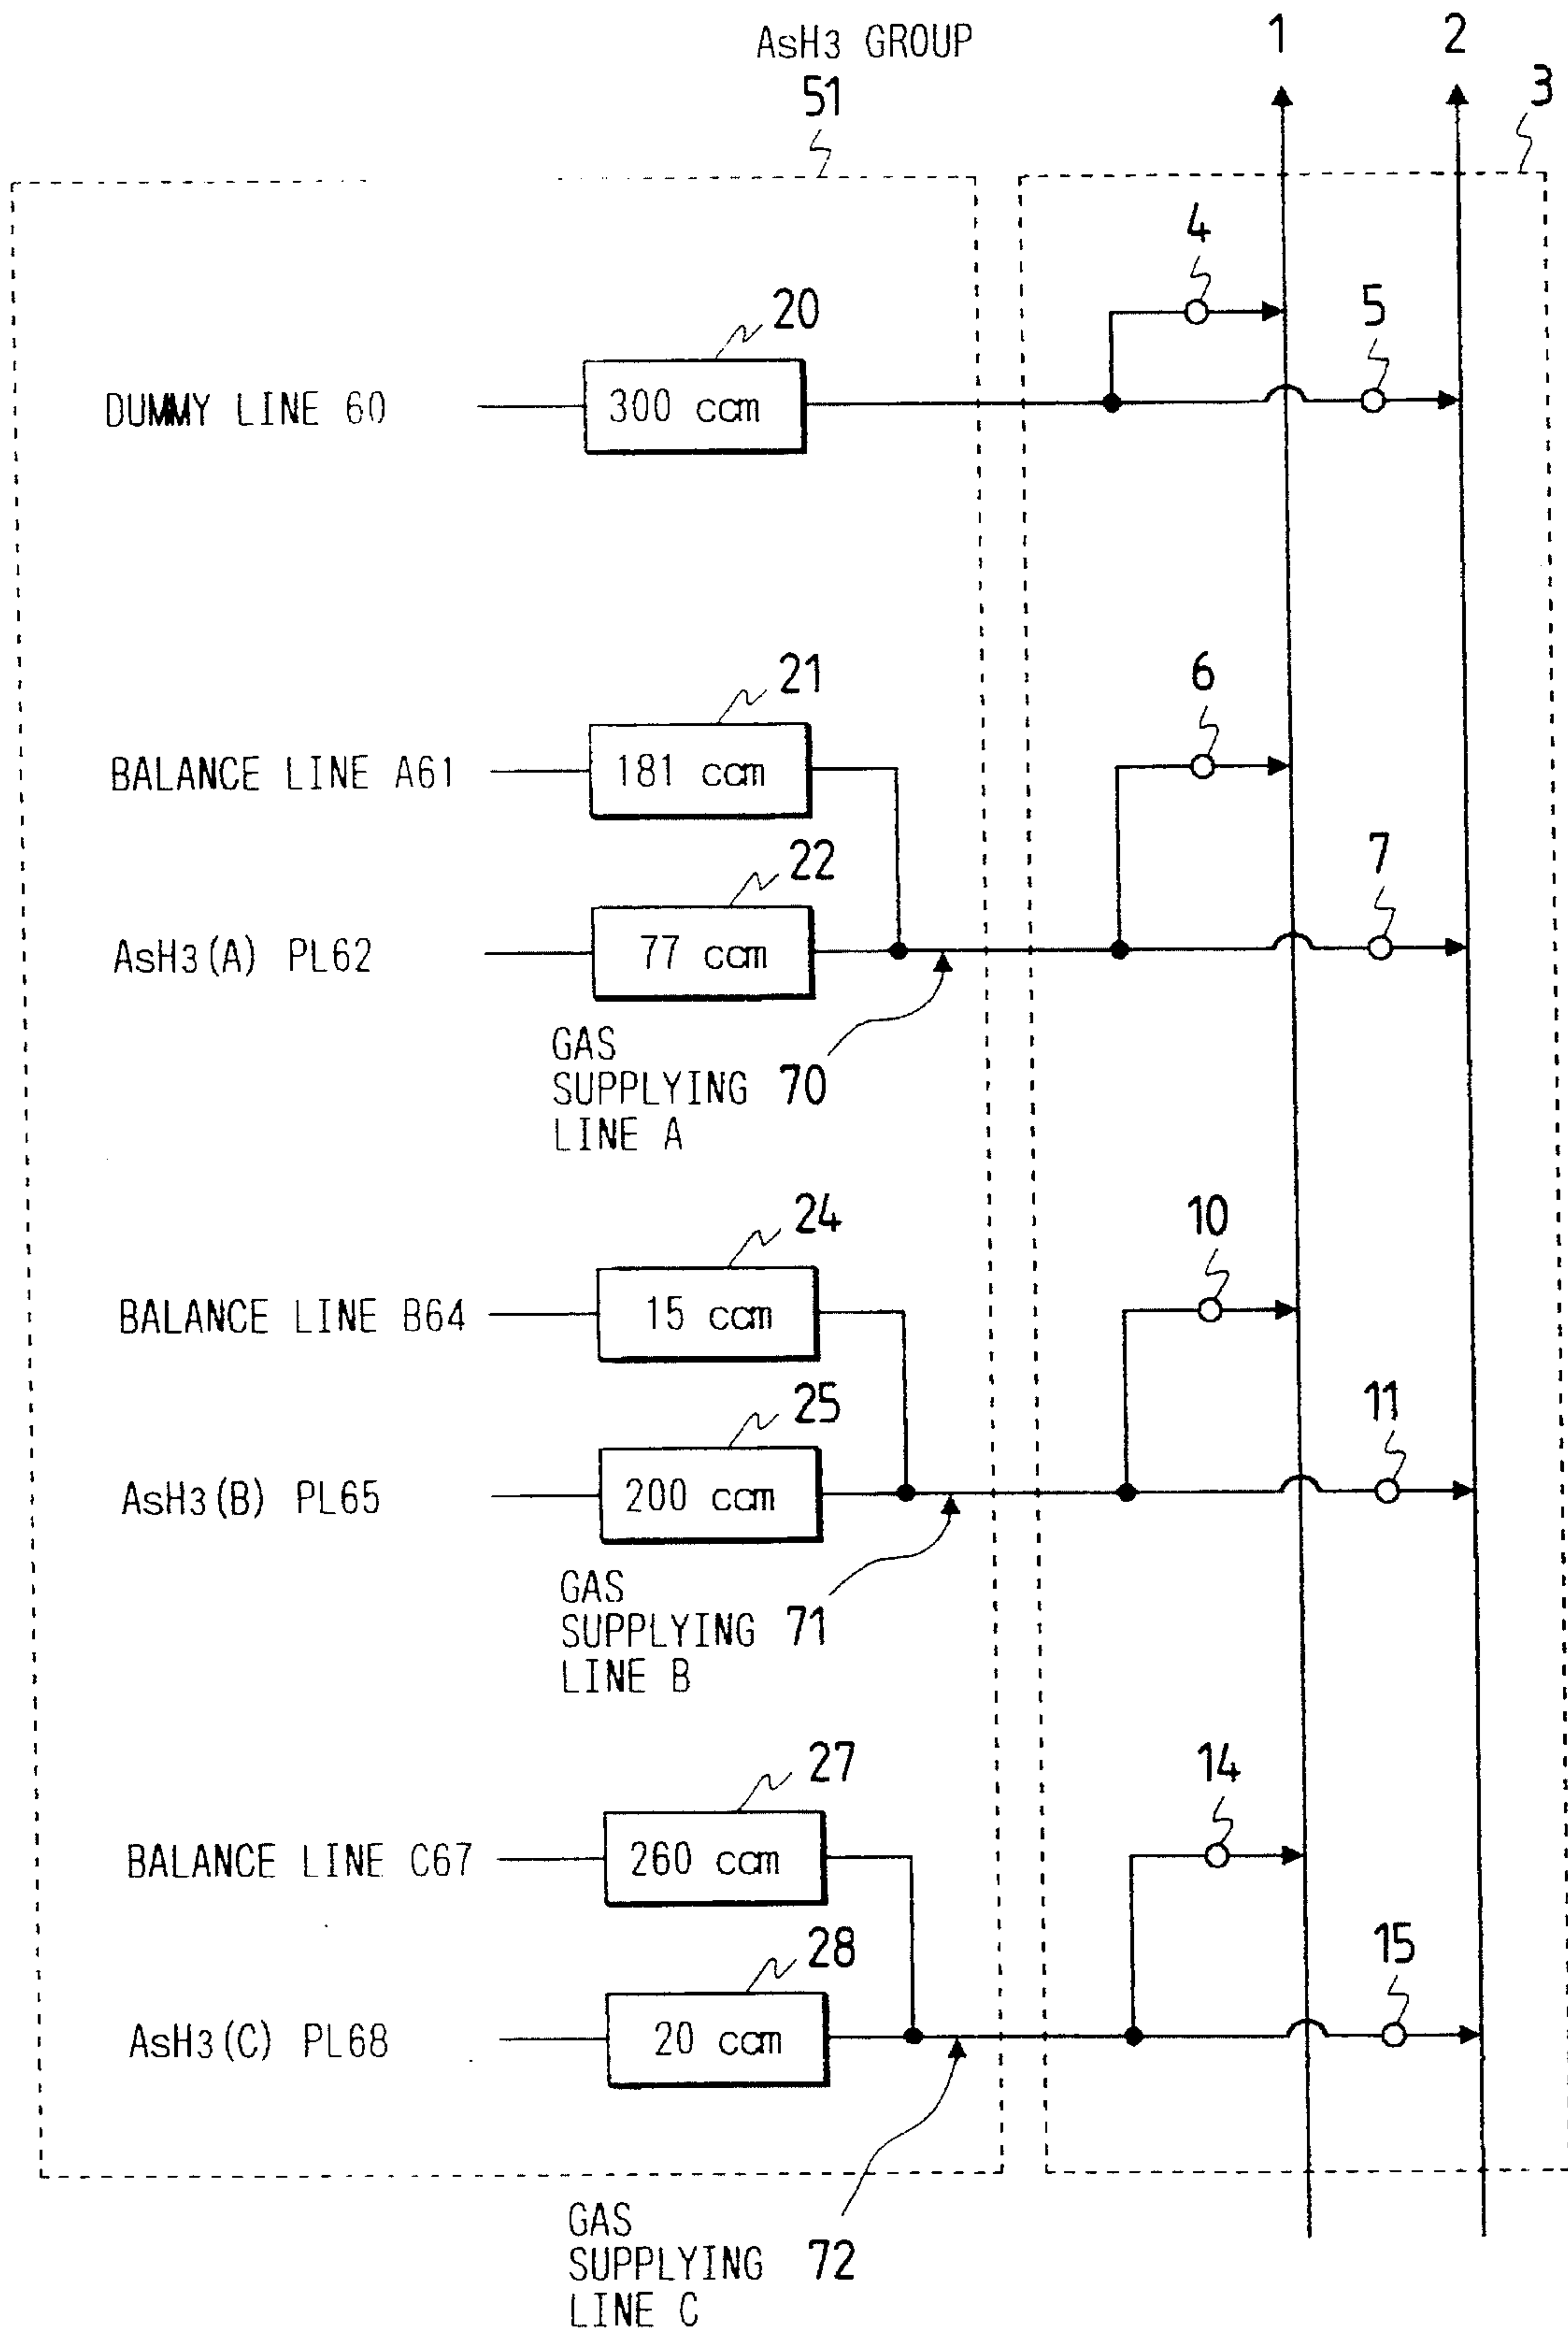 AsH3 GROUP
51
1
2
3
4
5
20
DUMMY LINE 60
300 ccm
21
6
BALANCE LINE A61
181 ccm
22
7
AsH3(A) PL62
77 ccm
GAS
SUPPLYING 70
LINE A
24
10
BALANCE LINE B64
15 ccm
25
11
AsH3(B) PL65
200 ccm
GAS
SUPPLYING 71
LINE B
27
14
BALANCE LINE C67
260 ccm
28
15
AsH3(C) PL68
20 ccm
GAS
SUPPLYING 72
LINE C